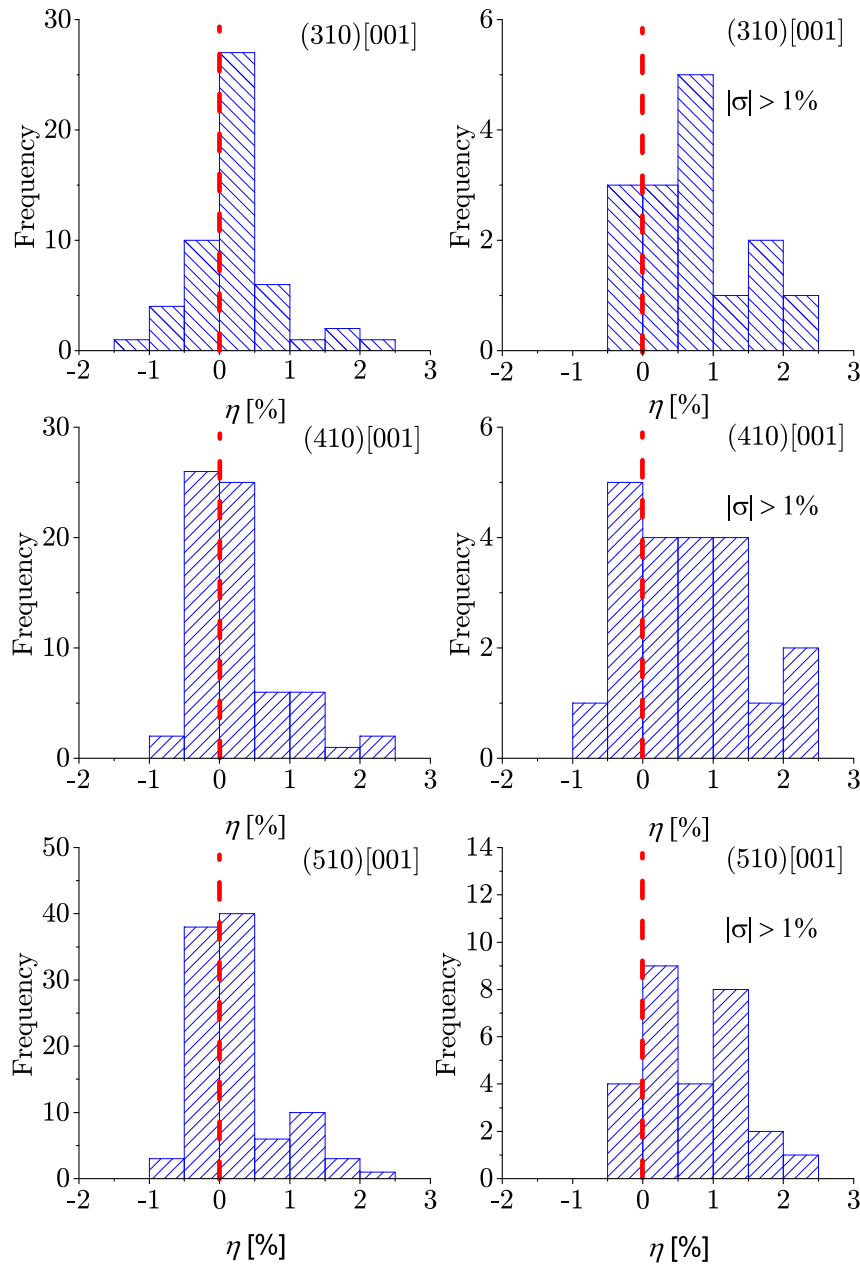 (310)[001]
Frequency
30
20
10
0
-2 -1 0 1 2 3
η [%]
(310)[001]
|σ| > 1%
Frequency
6
4
2
0
-2 -1 0 1 2 3
η [%]
(410)[001]
Frequency
30
20
10
0
-2 -1 0 1 2 3
η [%]
(410)[001]
|σ| > 1%
Frequency
6
4
2
0
-2 -1 0 1 2 3
η [%]
(510)[001]
Frequency
50
40
30
20
10
0
-2 -1 0 1 2 3
η [%]
(510)[001]
|σ| > 1%
Frequency
14
12
10
8
6
4
2
0
-2 -1 0 1 2 3
η [%]